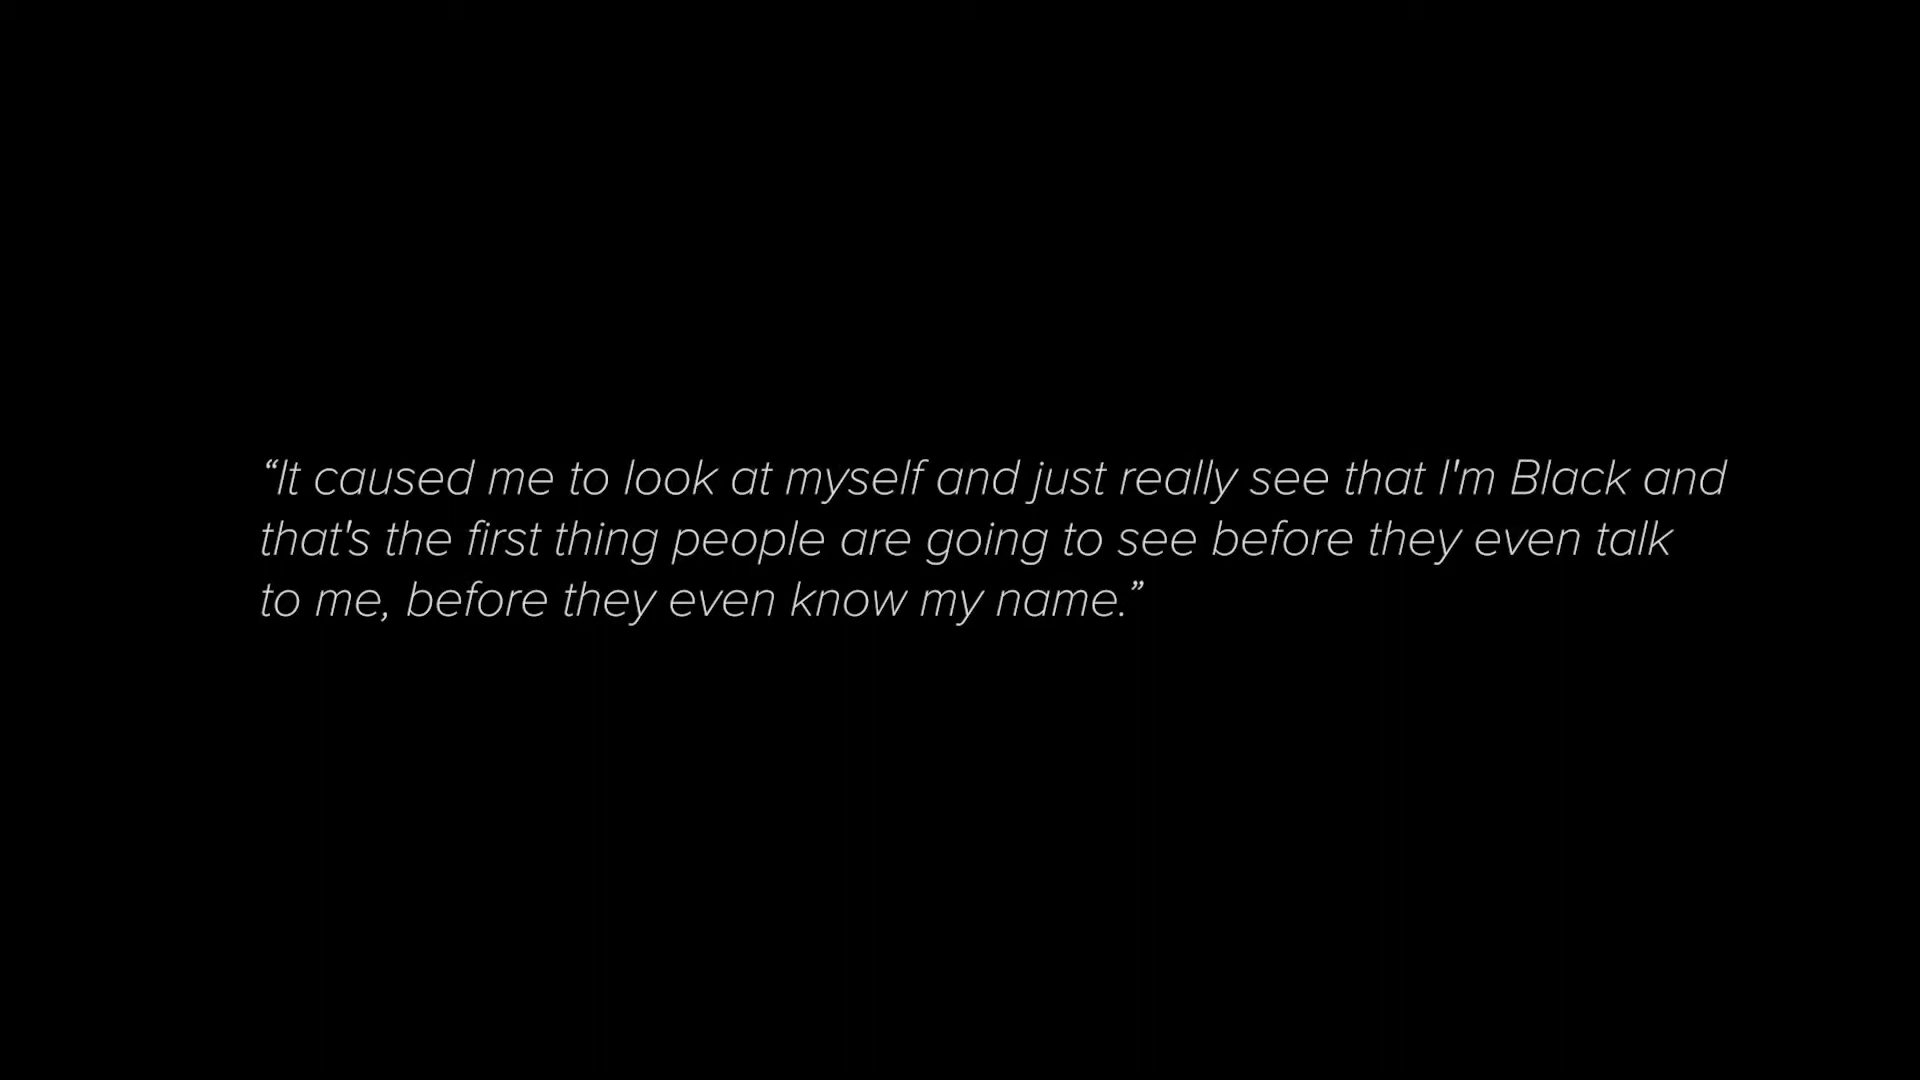 “It caused me to look at myself and just really see that I'm Black and
that's the first thing people are going to see before they even talk
to me, before they even know my name.”